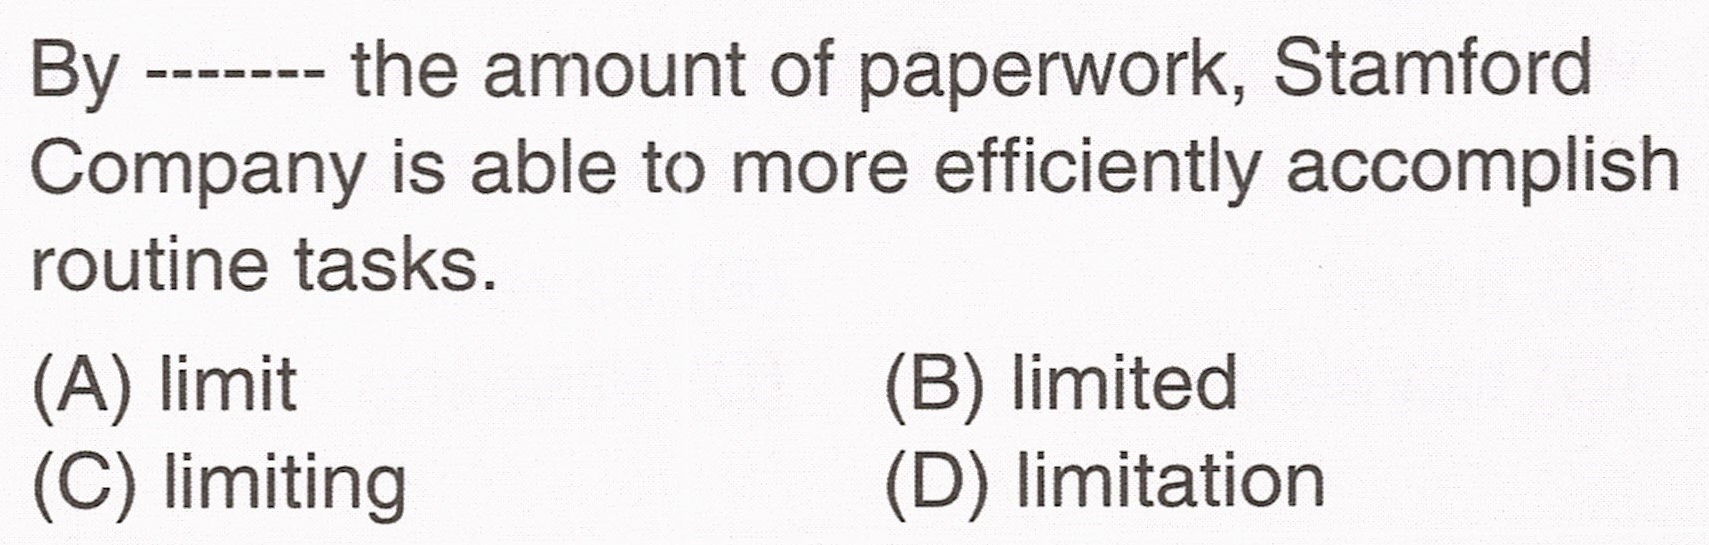 By ------- the amount of paperwork, Stamford
Company is able to more efficiently accomplish
routine tasks.
(A) limit
(B) limited
(C) limiting
(D) limitation